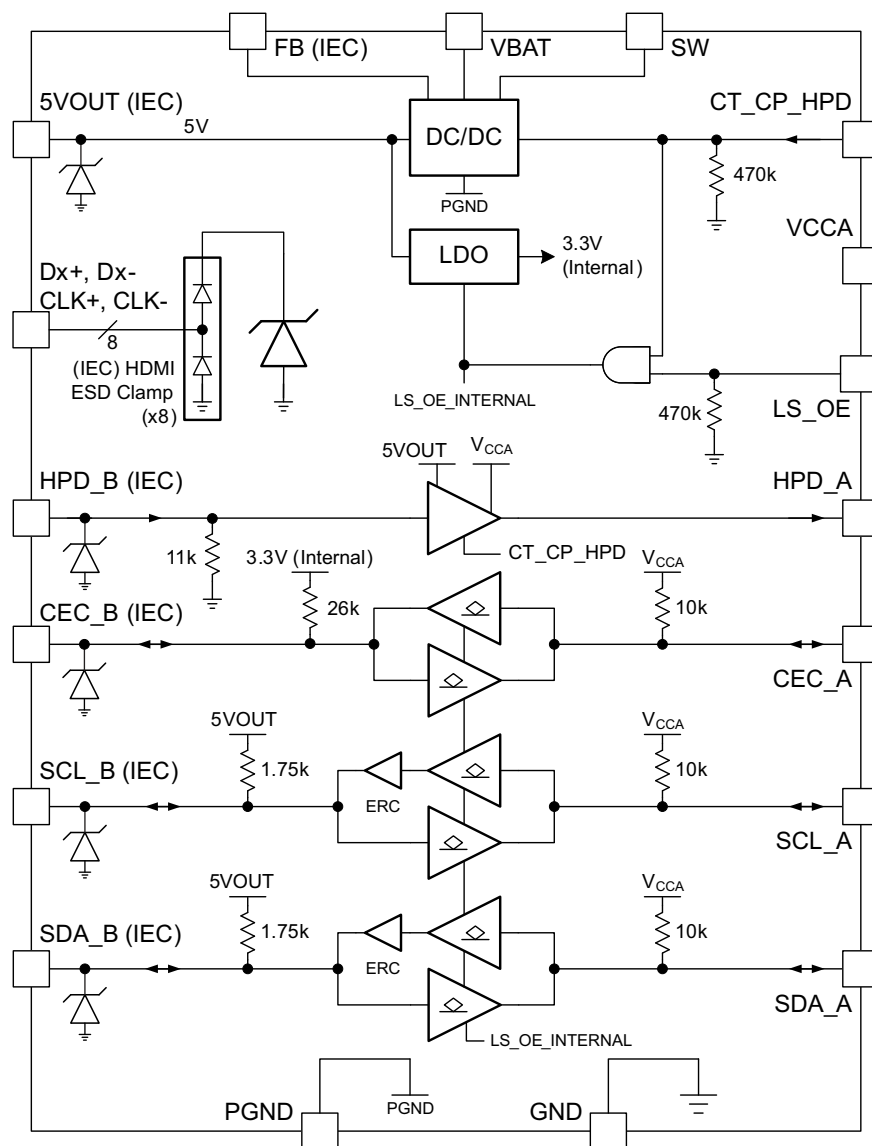 FB (IEC)
VBAT
SW
5VOUT (IEC)
5V
DC/DC
CT_CP_HPD
470k
PGND
VCCA
LDO
3.3V
(Internal)
Dx+, Dx-
CLK+, CLK-
8
(IEC) HDMI
ESD Clamp
(x8)
LS_OE_INTERNAL
470k
LS_OE
5VOUT
VCCA
HPD_B (IEC)
HPD_A
11k
3.3V (Internal)
CT_CP_HPD
VCCA
CEC_B (IEC)
26k
10k
CEC_A
5VOUT
VCCA
SCL_B (IEC)
1.75k
10k
ERC
SCL_A
5VOUT
VCCA
SDA_B (IEC)
1.75k
10k
ERC
SDA_A
LS_OE_INTERNAL
PGND
PGND
GND